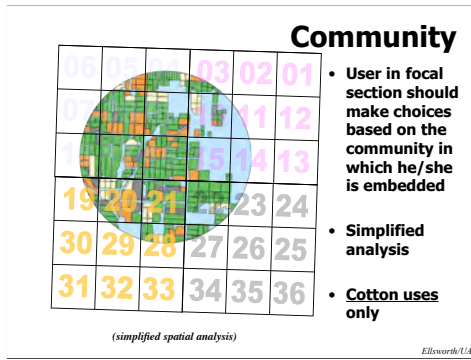 Community
06 05 04 03 02 01
07 11 12
15 14 13
19 20 21 22 23 24
30 29 28 27 26 25
31 32 33 34 35 36
• User in focal
section should
make choices
based on the
community in
which he/she
is embedded
• Simplified
analysis
• Cotton uses
only
(simplified spatial analysis)
Ellsworth/UA